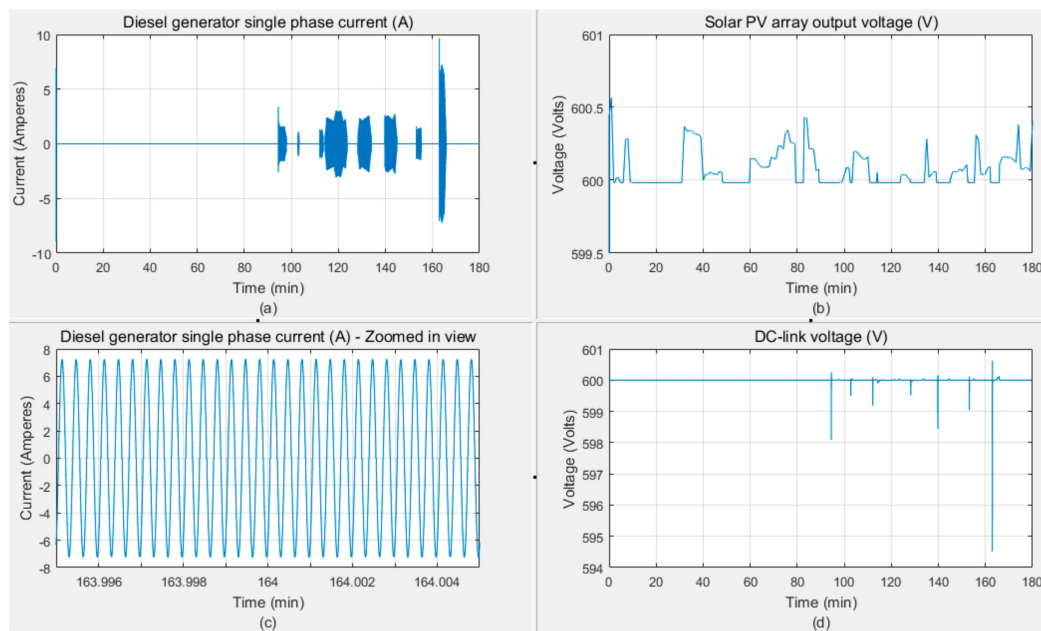 Diesel generator single phase current (A)
10
5
0
-5
-10
Current (Amperes)
0 20 40 60 80 100 120 140 160 180
Time (min)
(a)
Solar PV array output voltage (V)
601
600.5
600
599.5
Voltage (Volts)
0 20 40 60 80 100 120 140 160 180
Time (min)
(b)
Diesel generator single phase current (A) - Zoomed in view
8
6
4
2
0
-2
-4
-6
-8
Current (Amperes)
163.996 163.998 164 164.002 164.004
Time (min)
(c)
DC-link voltage (V)
601
600
599
598
597
596
595
594
Voltage (Volts)
0 20 40 60 80 100 120 140 160 180
Time (min)
(d)